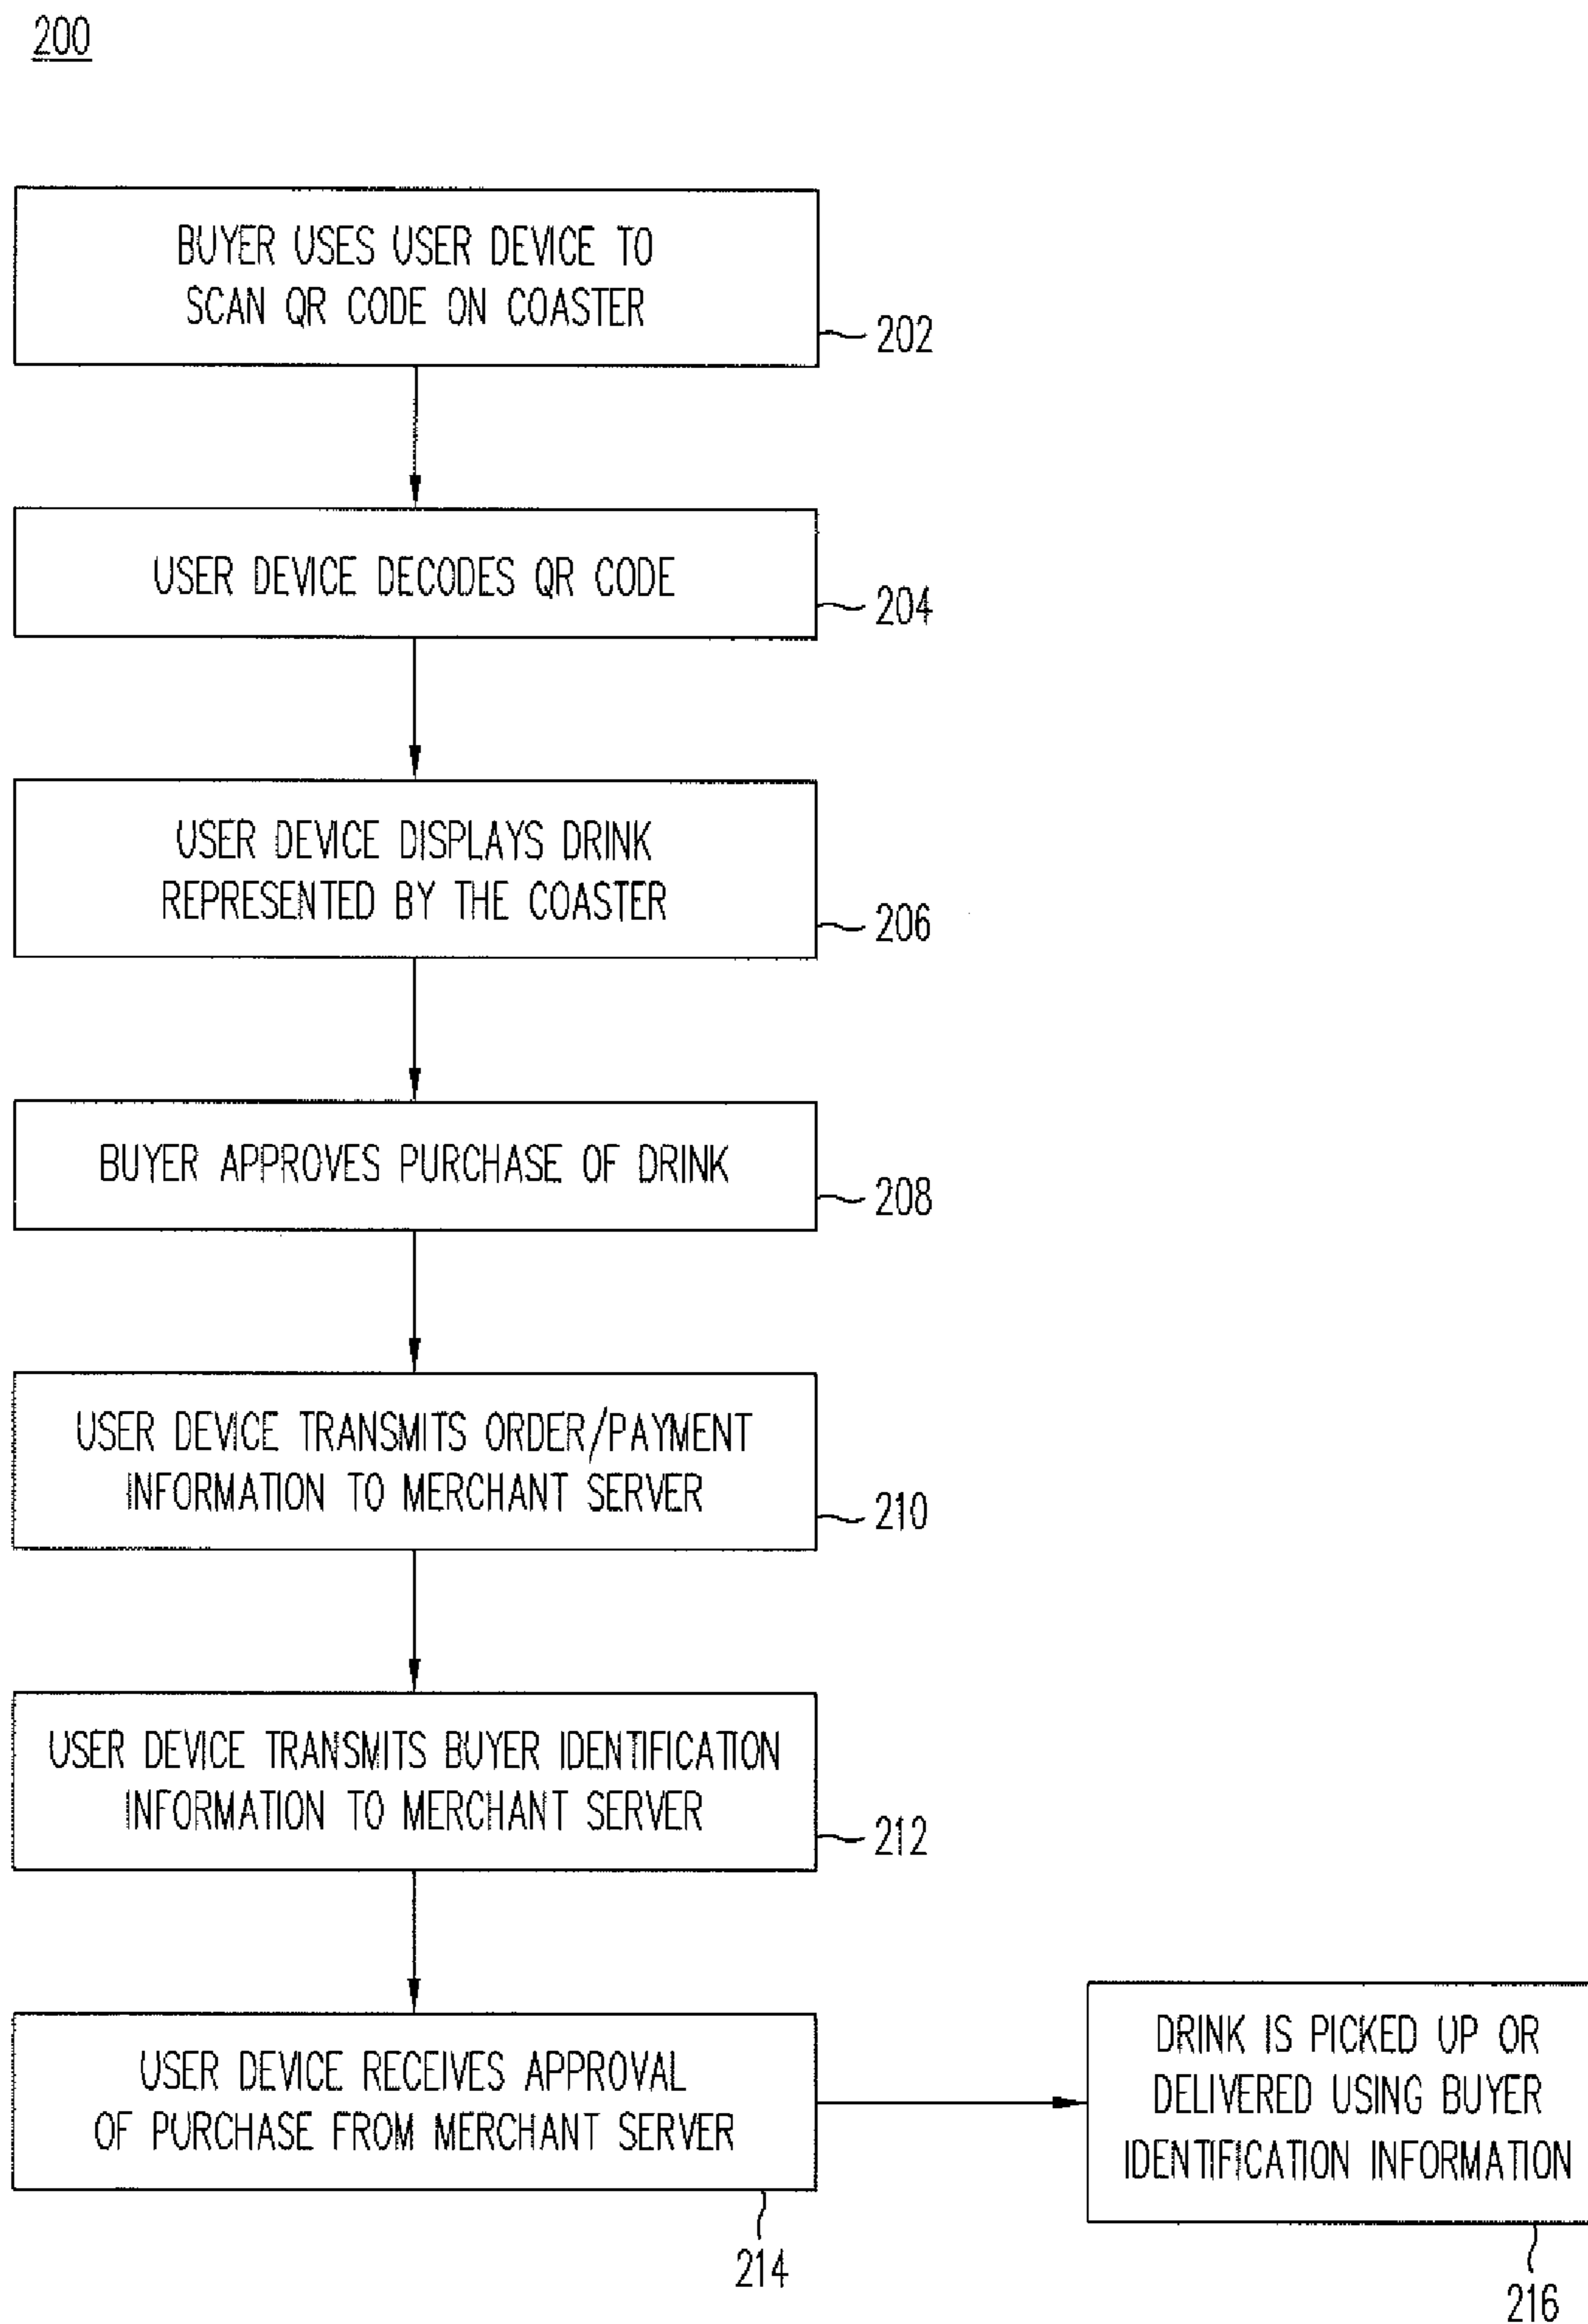 200
BUYER USES USER DEVICE TO
SCAN QR CODE ON COASTER
202
USER DEVICE DECODES QR CODE
204
USER DEVICE DISPLAYS DRINK
REPRESENTED BY THE COASTER
206
BUYER APPROVES PURCHASE OF DRINK
208
USER DEVICE TRANSMITS ORDER/PAYMENT
INFORMATION TO MERCHANT SERVER
210
USER DEVICE TRANSMITS BUYER IDENTIFICATION
INFORMATION TO MERCHANT SERVER
212
USER DEVICE RECEIVES APPROVAL
OF PURCHASE FROM MERCHANT SERVER
214
DRINK IS PICKED UP OR
DELIVERED USING BUYER
IDENTIFICATION INFORMATION
216